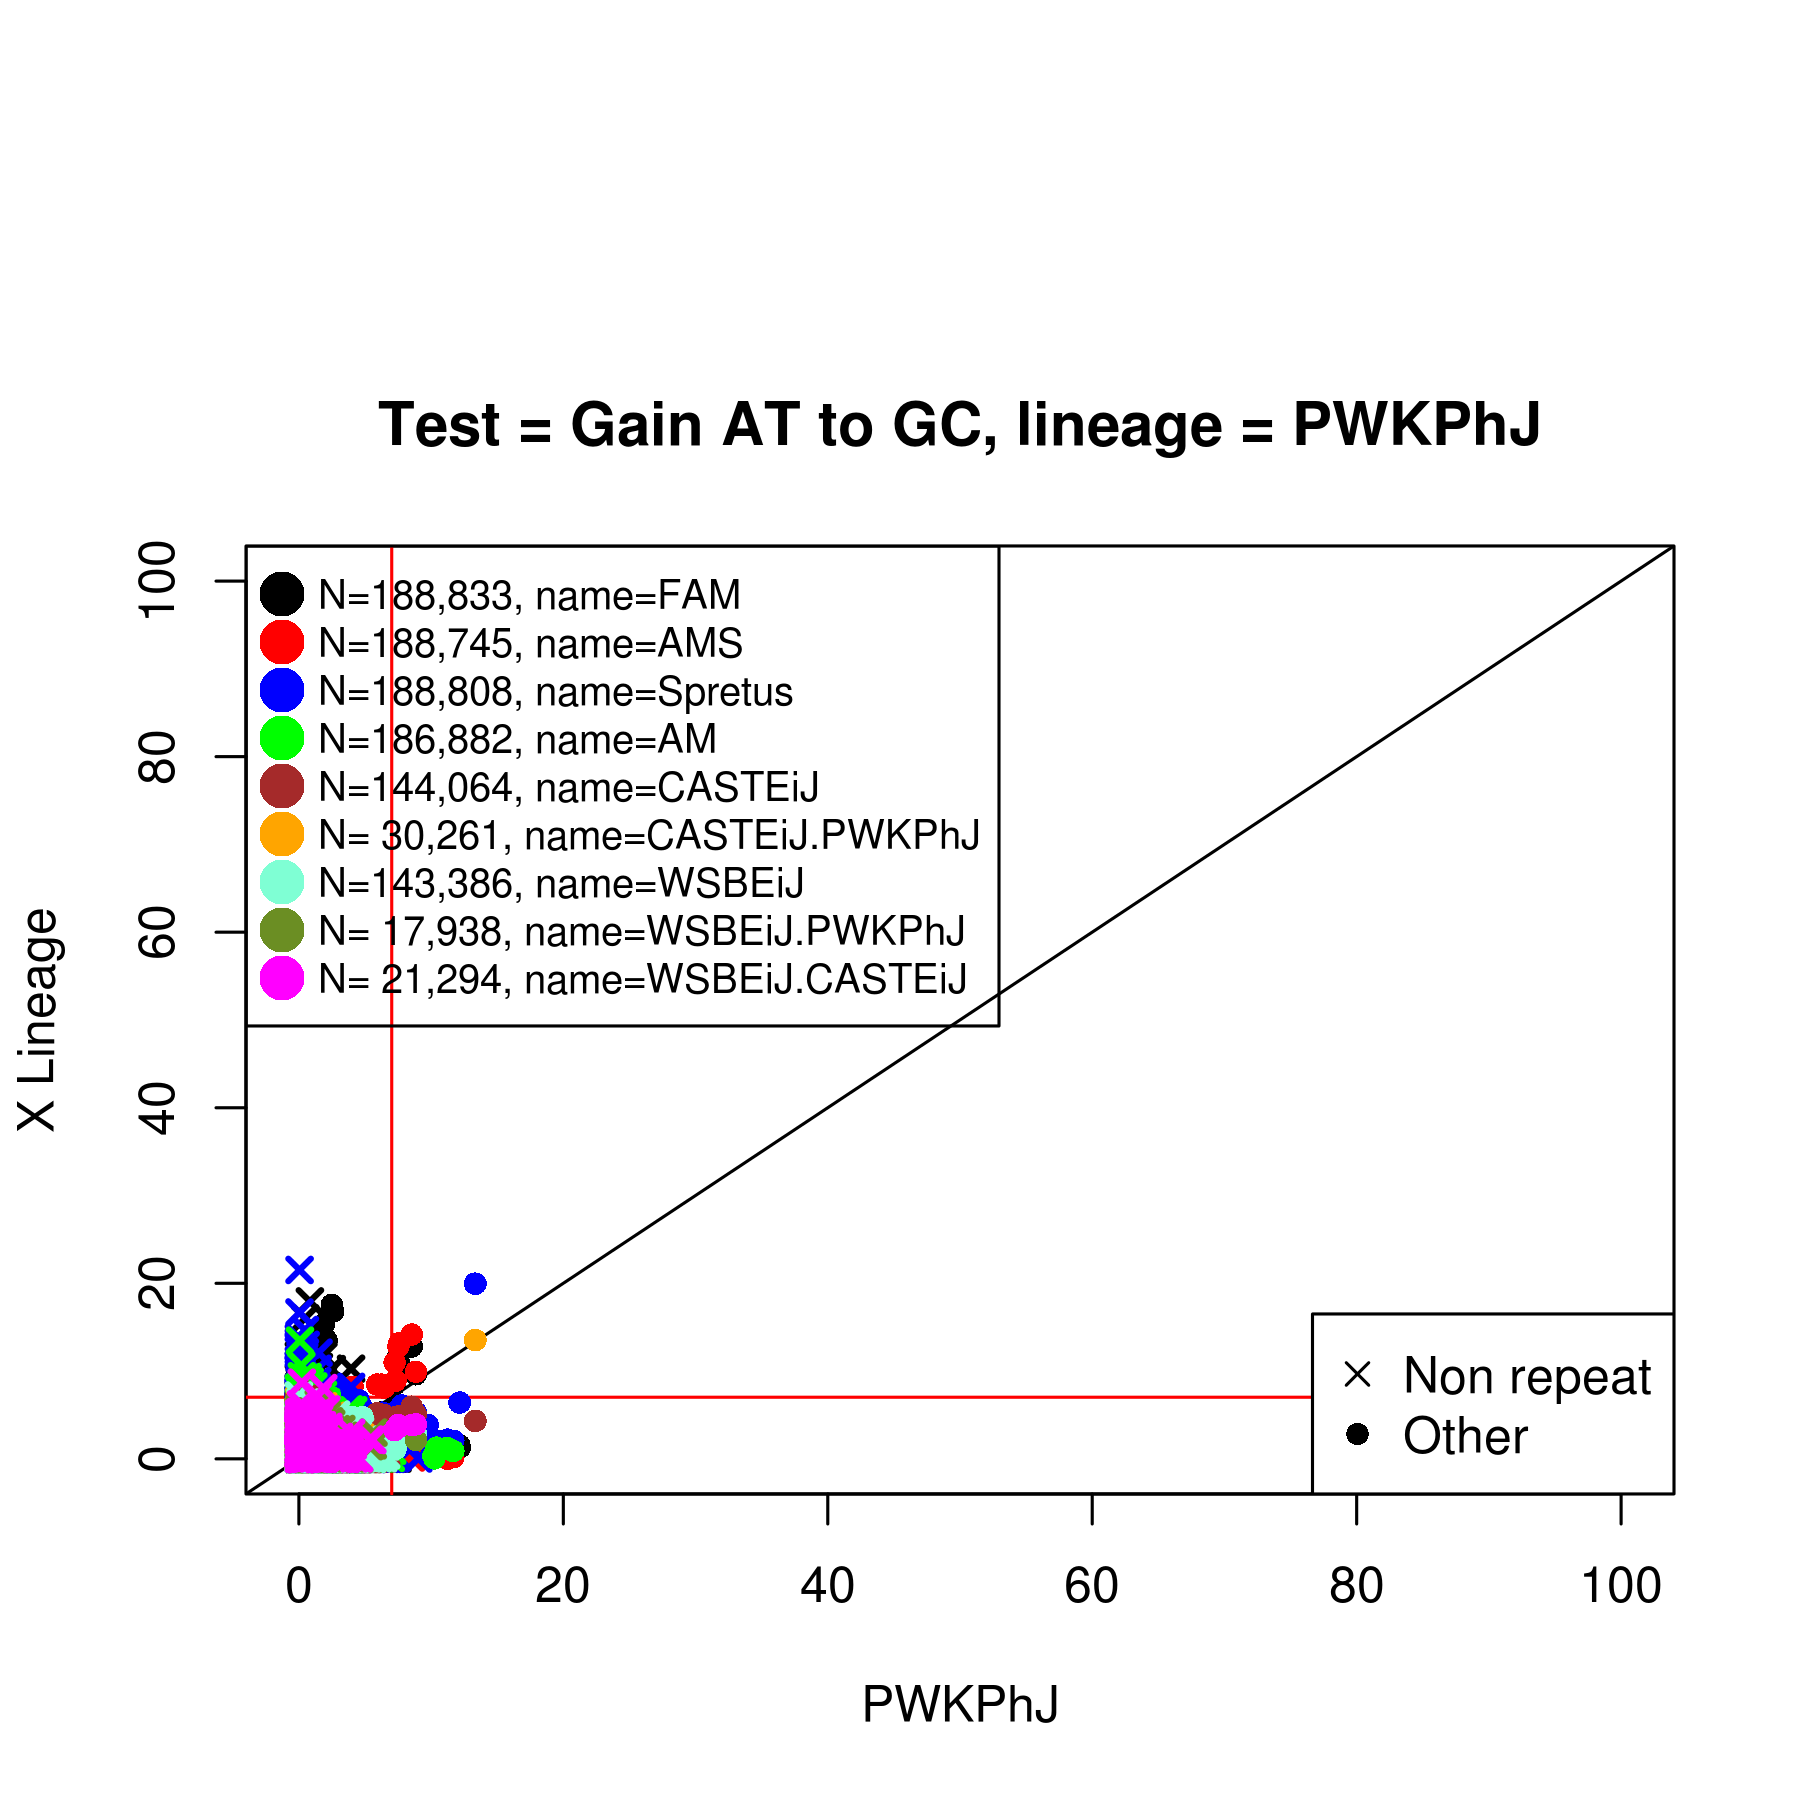 Test = Gain AT to GC, lineage = PWKPhJ
N=188,833, name=FAM
N=188,745, name=AMS
N=188,808, name=Spretus
N=186,882, name=AM
N=144,064, name=CASTEiJ
N= 30,261, name=CASTEiJ.PWKPhJ
N=143,386, name=WSBEiJ
N= 17,938, name=WSBEiJ.PWKPhJ
N= 21,294, name=WSBEiJ.CASTEiJ
X Lineage
100
80
60
40
20
0
Non repeat
Other
0 20 40 60 80 100
PWKPhJ